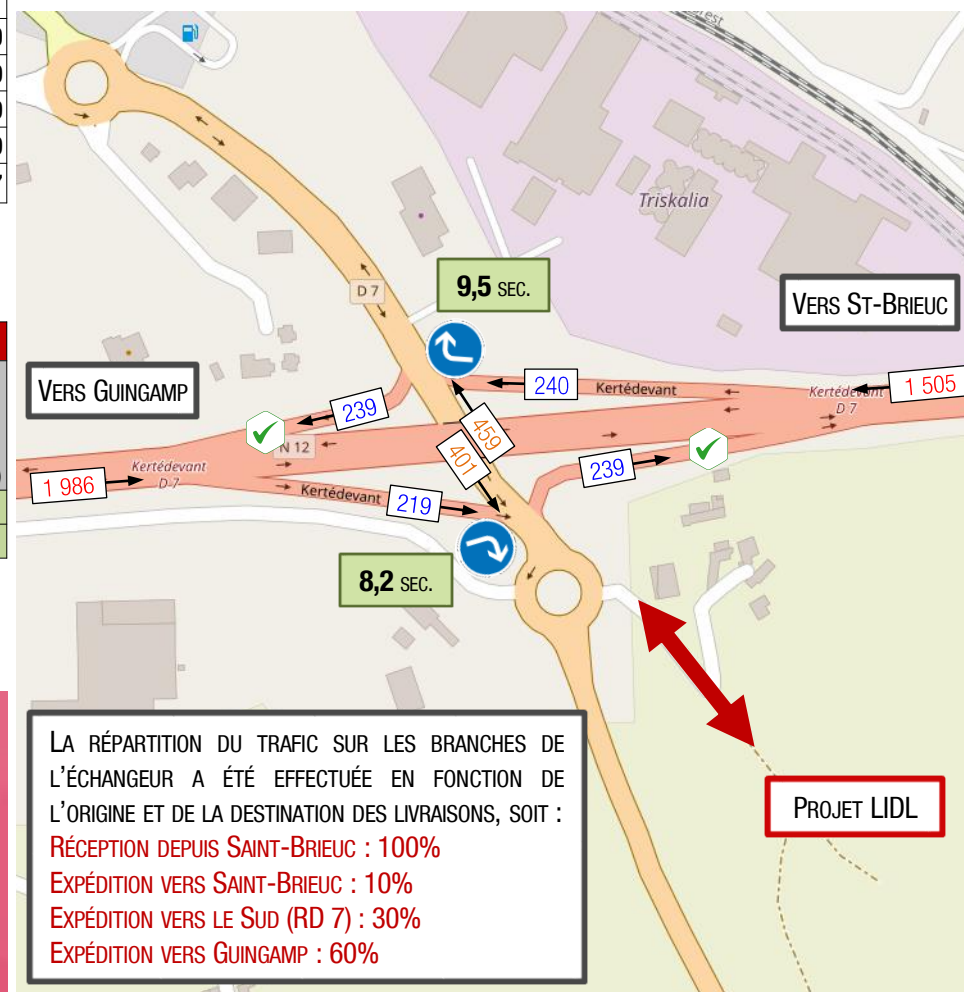 Triskalia
9,5 SEC.
D 7
VERS ST-BRIEUC
VERS GUINGAMP
240
Kertédevant
1 505
Kertédevant
D 7
239
N 12
459
401
239
Kertédevant
D 7
1 986
Kertédevant
219
8,2 SEC.
LA RÉPARTITION DU TRAFIC SUR LES BRANCHES DE
L'ÉCHANGEUR A ÉTÉ EFFECTUÉE EN FONCTION DE
L'ORIGINE ET DE LA DESTINATION DES LIVRAISONS, SOIT :
RÉCEPTION DEPUIS SAINT-BRIEUC : 100%
EXPÉDITION VERS SAINT-BRIEUC : 10%
EXPÉDITION VERS LE SUD (RD 7) : 30%
EXPÉDITION VERS GUINGAMP : 60%
PROJET LIDL